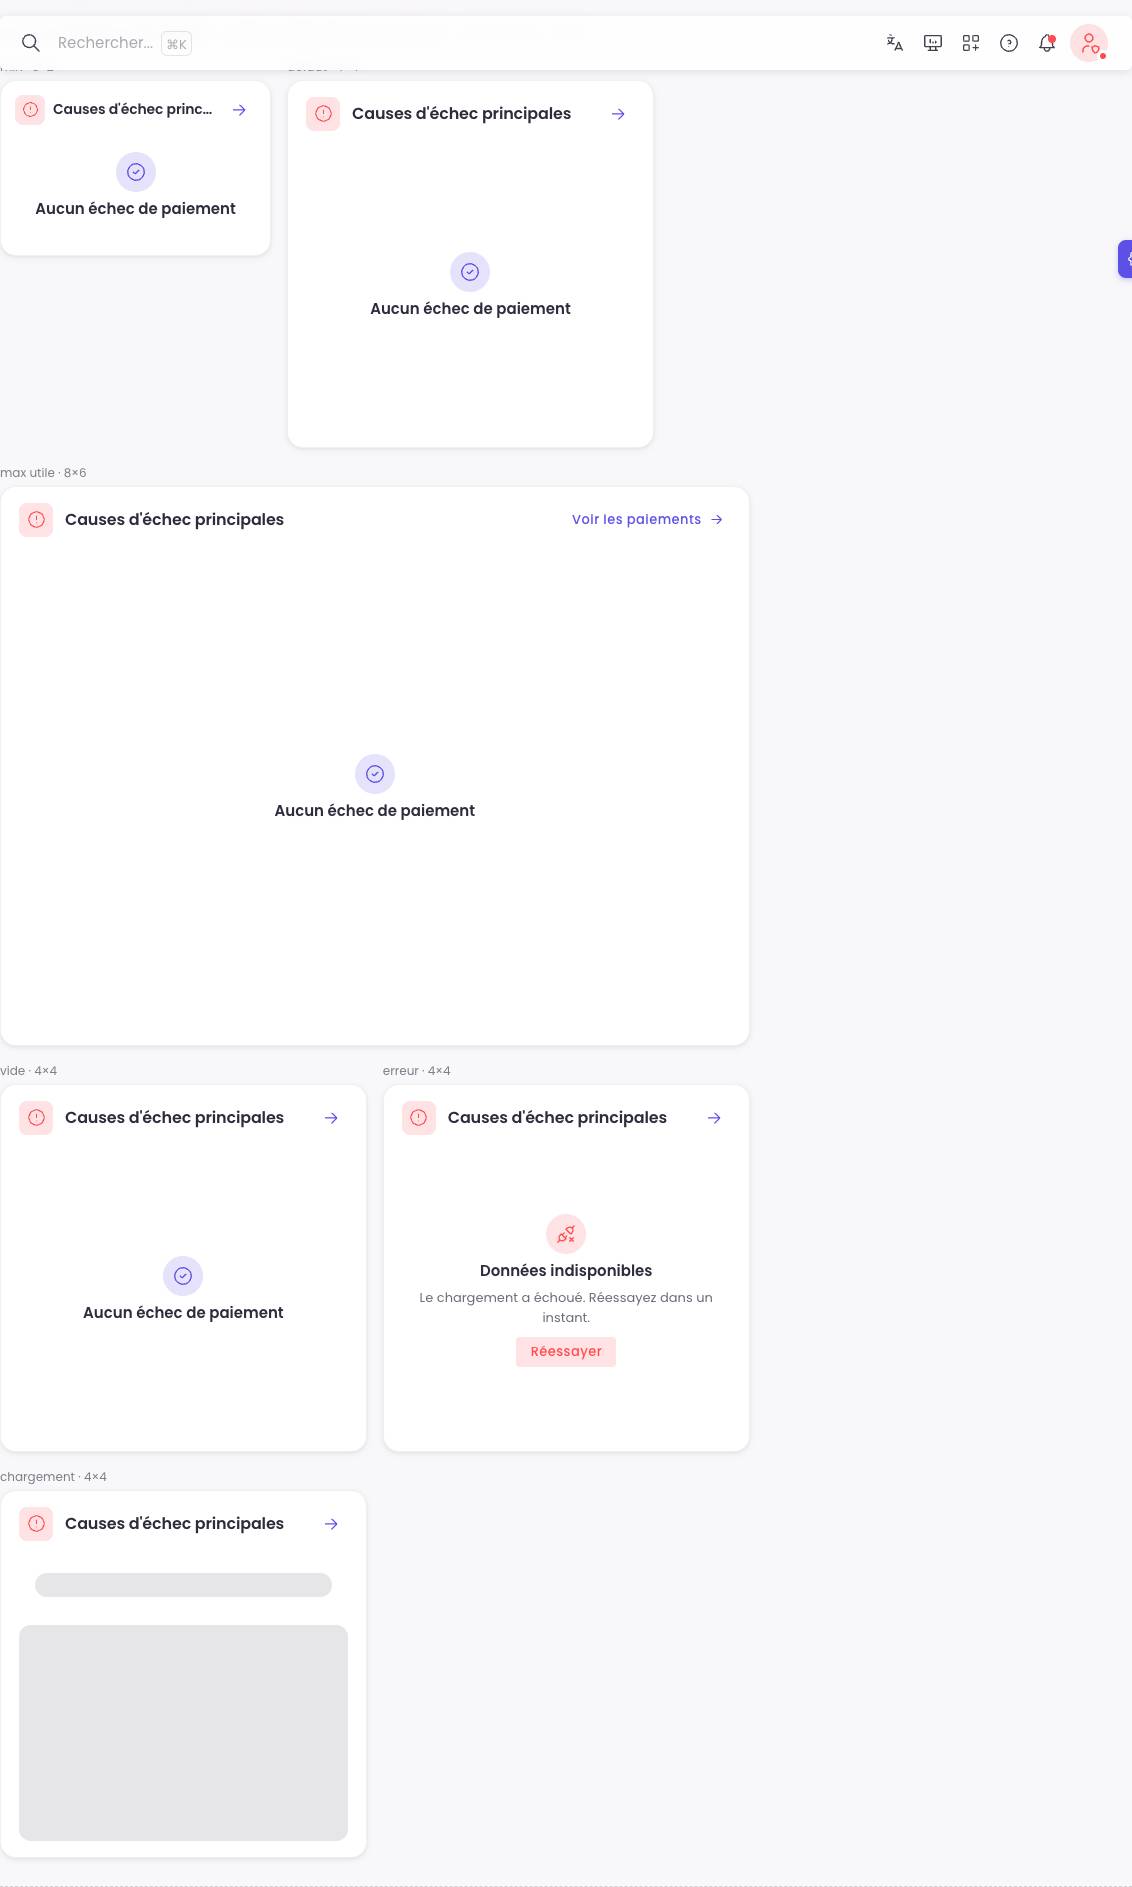 Rechercher... ⌘K
Causes d'échec princ...
Aucun échec de paiement
Causes d'échec principales
Aucun échec de paiement
max utile · 8×6
Causes d'échec principales
Voir les paiements
Aucun échec de paiement
vide · 4×4
Causes d'échec principales
Aucun échec de paiement
erreur · 4×4
Causes d'échec principales
Données indisponibles
Le chargement a échoué. Réessayez dans un
instant.
Réessayer
chargement · 4×4
Causes d'échec principales